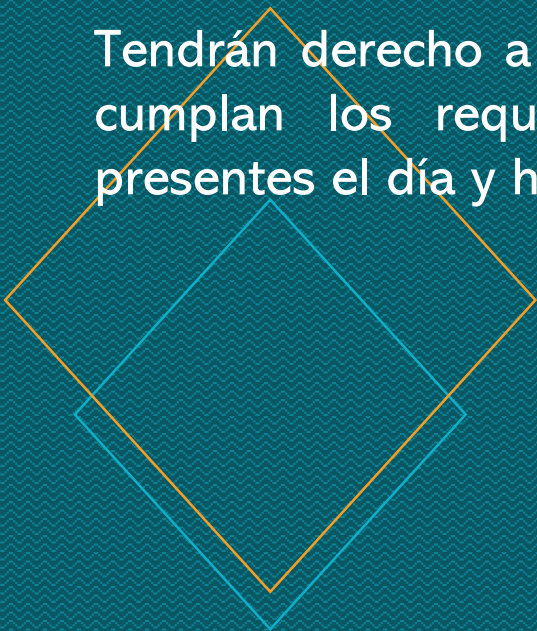 Tendrán derecho a
cumplan los requ
presentes el día y h